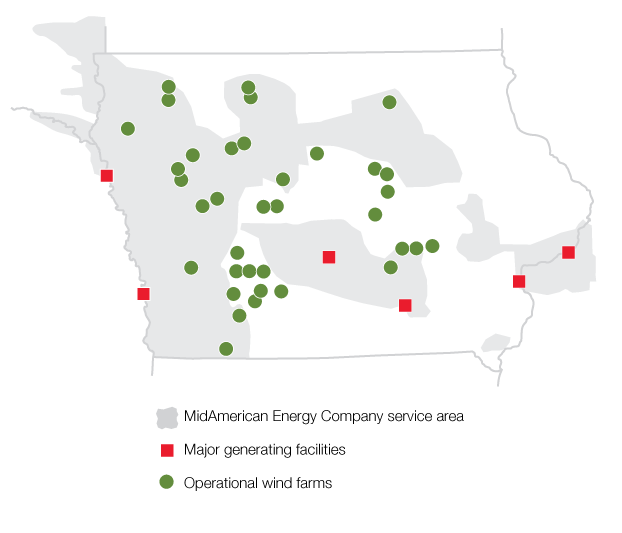 MidAmerican Energy Company service area
Major generating facilities
Operational wind farms